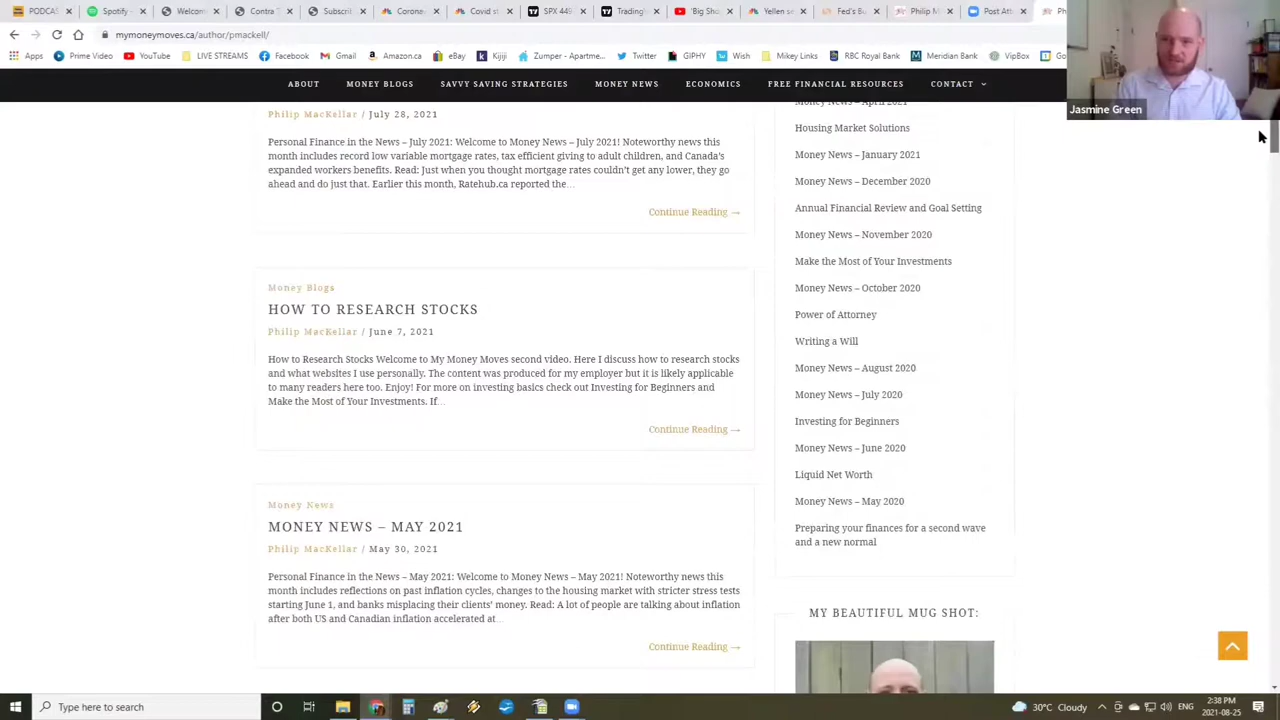 PODCAS
Spotify -
Welcom
Contra
Subscrit
Corone
Covid st
SPX 448
Trading
'Big Sho
Yellen se
Fed's Bu
Philip M
Post Att
Ph
mymoneymoves.ca/author/pmackell/
Apps
Prime Video
YouTube
LIVE STREAMS
Facebook
Gmail
Amazon.ca
eBay
Kijiji
Zumper - Apartme...
Twitter
GIPHY
Wish
Mikey Links
RBC Royal Bank
Meridian Bank
VipBox
ABOUT
MONEY BLOGS
SAVVY SAVING STRATEGIES
MONEY NEWS
ECONOMICS
FREE FINANCIAL RESOURCES
CONTACT
Jasmine Green
Philip MacKellar / July 28, 2021
Personal Finance in the News – July 2021: Welcome to Money News – July 2021! Noteworthy news this
month includes record low variable mortgage rates, tax efficient giving to adult children, and Canada's
expanded workers benefits. Read: Just when you thought mortgage rates couldn't get any lower, they go
ahead and do just that. Earlier this month, Ratehub.ca reported the…
Continue Reading →
Money Blogs
HOW TO RESEARCH STOCKS
Philip MacKellar / June 7, 2021
How to Research Stocks Welcome to My Money Moves second video. Here I discuss how to research stocks
and what websites I use personally. The content was produced for my employer but it is likely applicable
to many readers here too. Enjoy! For more on investing basics check out Investing for Beginners and
Make the Most of Your Investments. If…
Continue Reading →
Money News
MONEY NEWS – MAY 2021
Philip MacKellar / May 30, 2021
Personal Finance in the News – May 2021: Welcome to Money News – May 2021! Noteworthy news this
month includes reflections on past inflation cycles, changes to the housing market with stricter stress tests
starting June 1, and banks misplacing their clients' money. Read: A lot of people are talking about inflation
after both US and Canadian inflation accelerated at…
Continue Reading →
Money News – April 2021
Housing Market Solutions
Money News – January 2021
Money News – December 2020
Annual Financial Review and Goal Setting
Money News – November 2020
Make the Most of Your Investments
Money News – October 2020
Power of Attorney
Writing a Will
Money News – August 2020
Money News – July 2020
Investing for Beginners
Money News – June 2020
Liquid Net Worth
Money News – May 2020
Preparing your finances for a second wave
and a new normal
MY BEAUTIFUL MUG SHOT:
Type here to search
30°C Cloudy
ENG
2:38 PM
2021-08-25